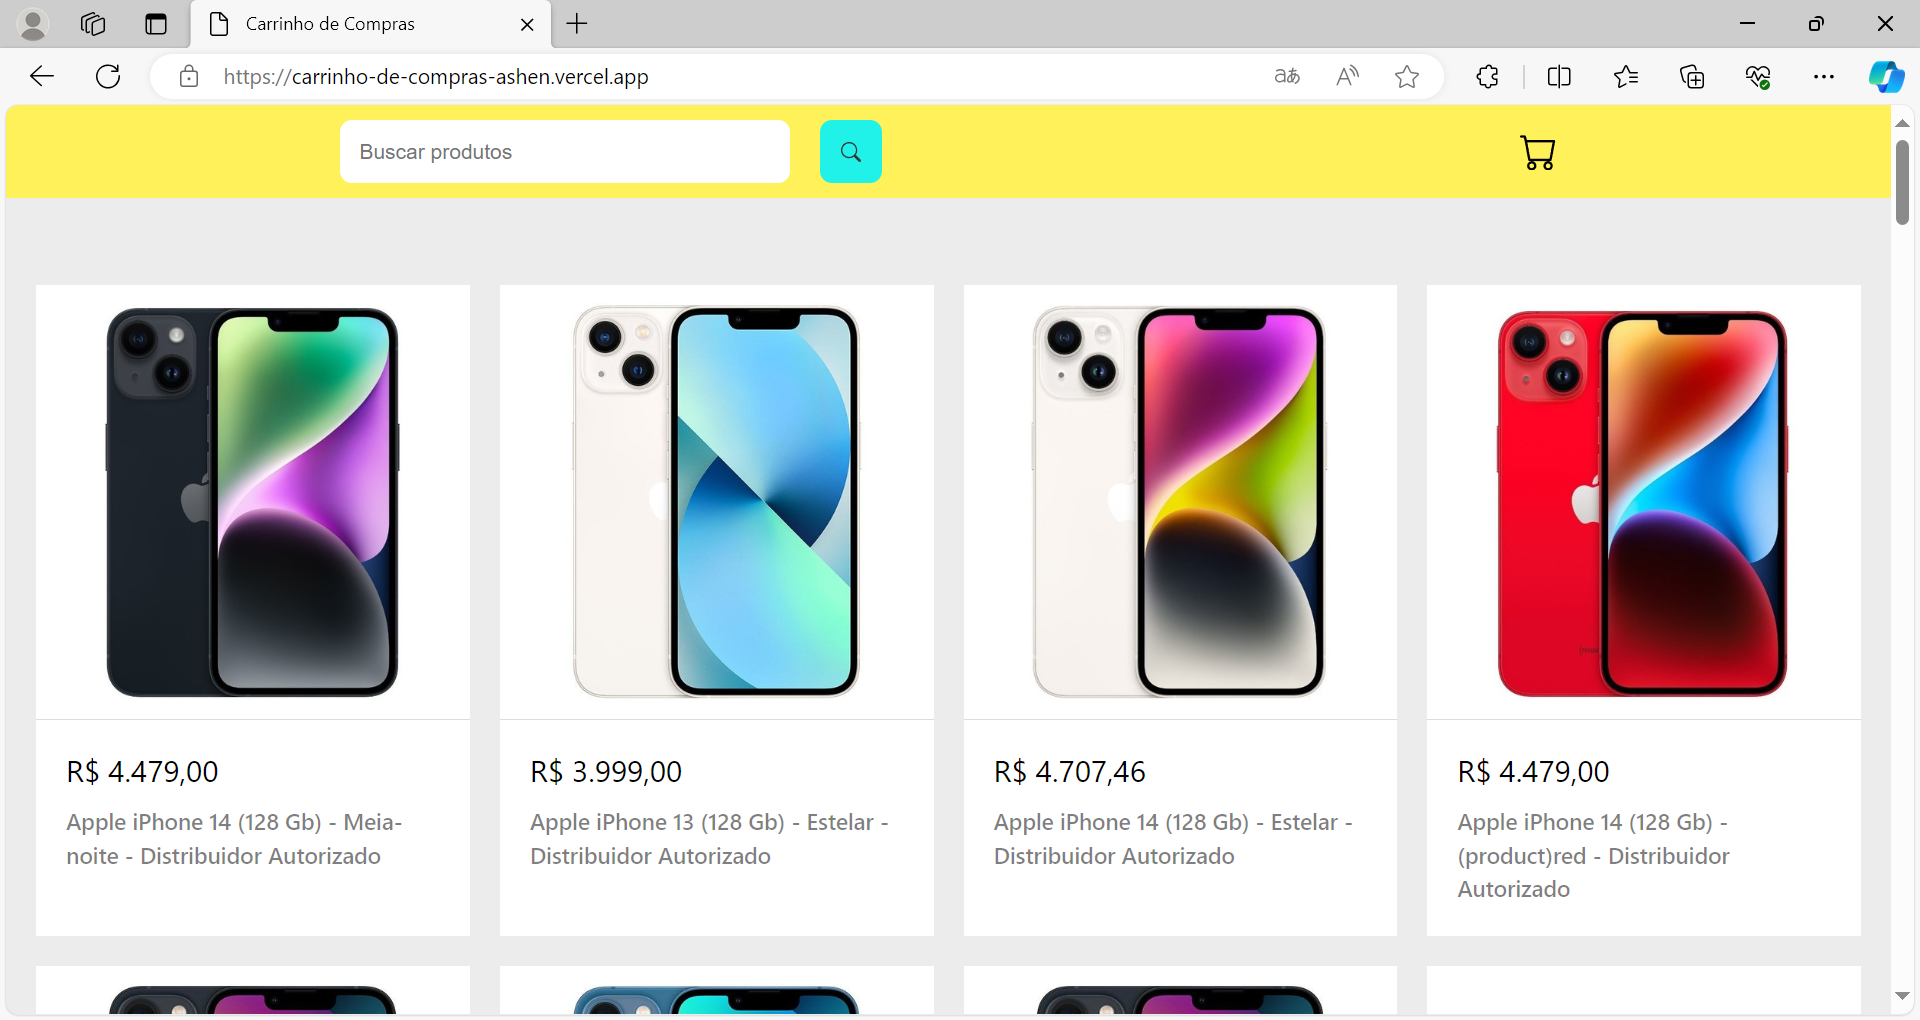 Carrinho de Compras
https://carrinho-de-compras-ashen.vercel.app
Buscar produtos
R$ 4.479,00
Apple iPhone 14 (128 Gb) - Meia-
noite - Distribuidor Autorizado
R$ 3.999,00
Apple iPhone 13 (128 Gb) - Estelar -
Distribuidor Autorizado
R$ 4.707,46
Apple iPhone 14 (128 Gb) - Estelar -
Distribuidor Autorizado
R$ 4.479,00
Apple iPhone 14 (128 Gb) -
(product)red - Distribuidor
Autorizado